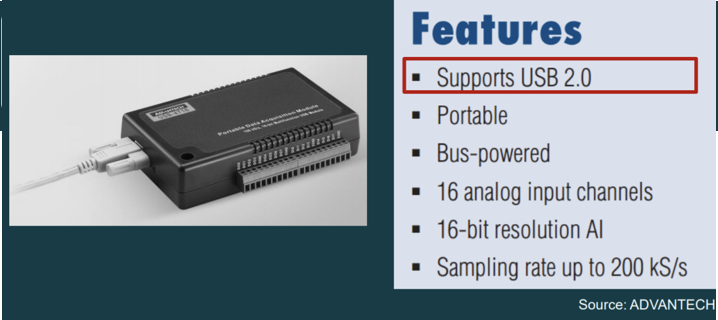 Features
▪ Supports USB 2.0
▪ Portable
▪ Bus-powered
▪ 16 analog input channels
▪ 16-bit resolution AI
▪ Sampling rate up to 200 kS/s
Portable Data Acquisition Module
Source: ADVANTECH